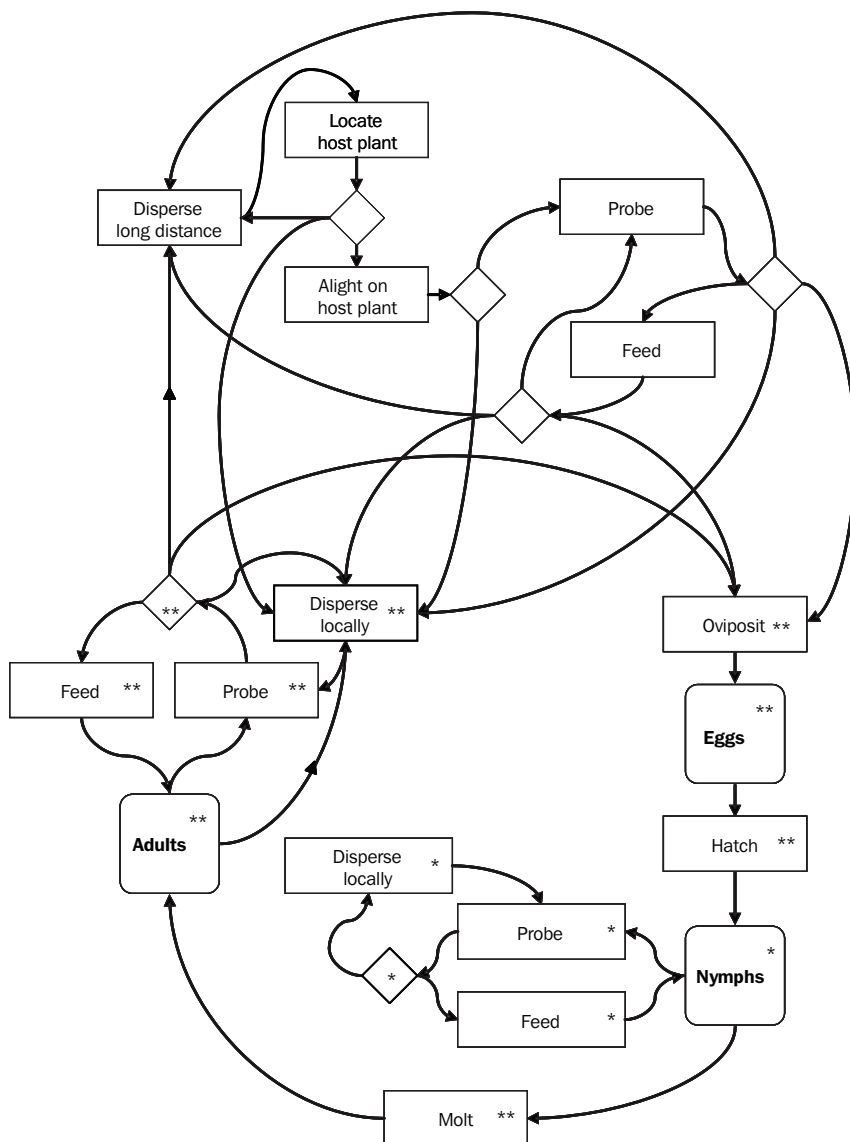 Locate
host plant
Disperse
long distance
Probe
Alight on
host plant
Feed
**
Disperse
locally **
Oviposit **
Feed **
Probe **
Eggs **
Adults **
Hatch **
Disperse
locally *
Probe *
*
Nymphs *
Feed *
Molt **